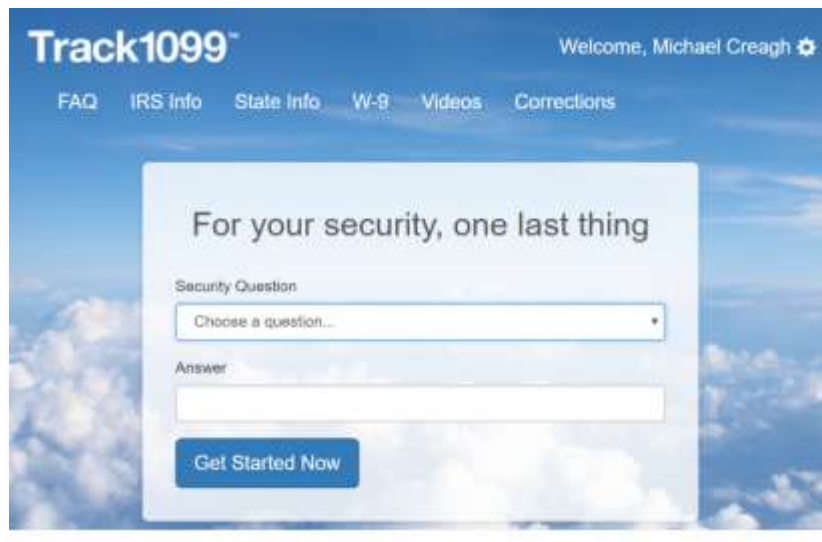 Track1099™
Welcome, Michael Creagh
FAQ IRS Info State Info W-9 Videos Corrections
For your security, one last thing
Security Question
Choose a question...
Answer
Get Started Now